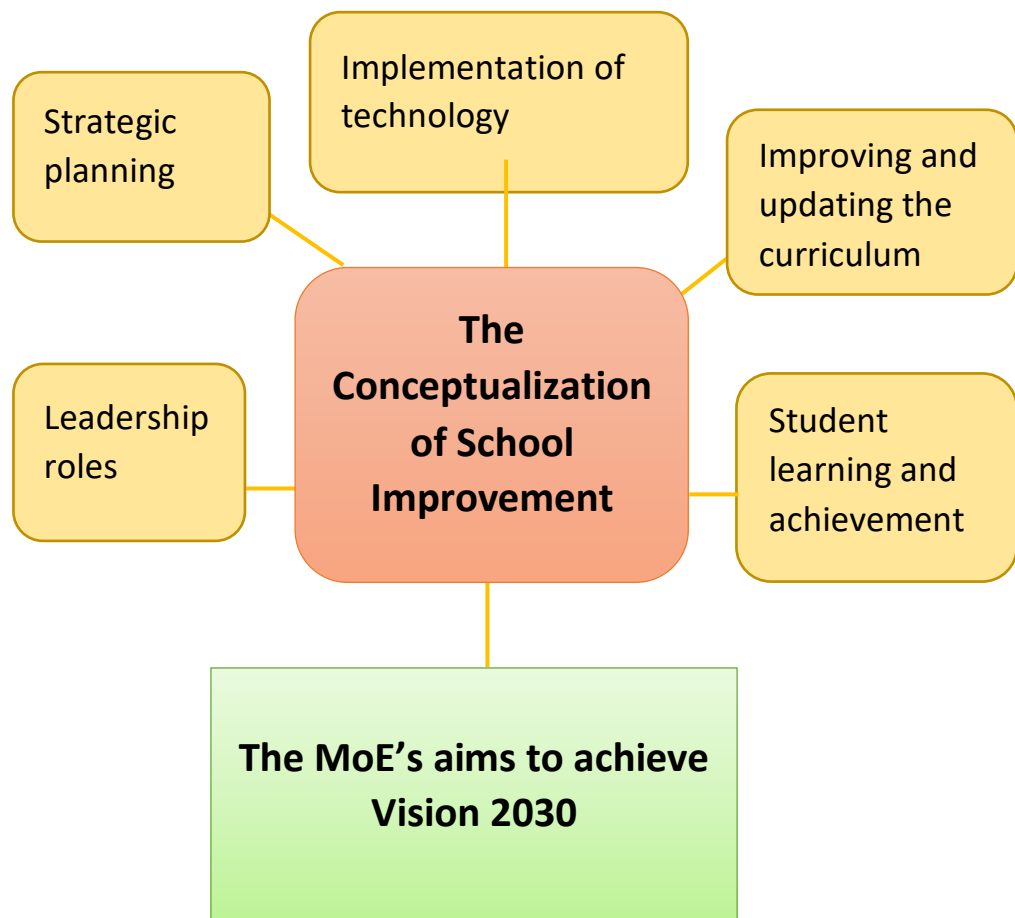 Implementation of
technology
Strategic
planning
Improving and
updating the
curriculum
The
Conceptualization
of School
Improvement
Leadership
roles
Student
learning and
achievement
The MoE’s aims to achieve
Vision 2030